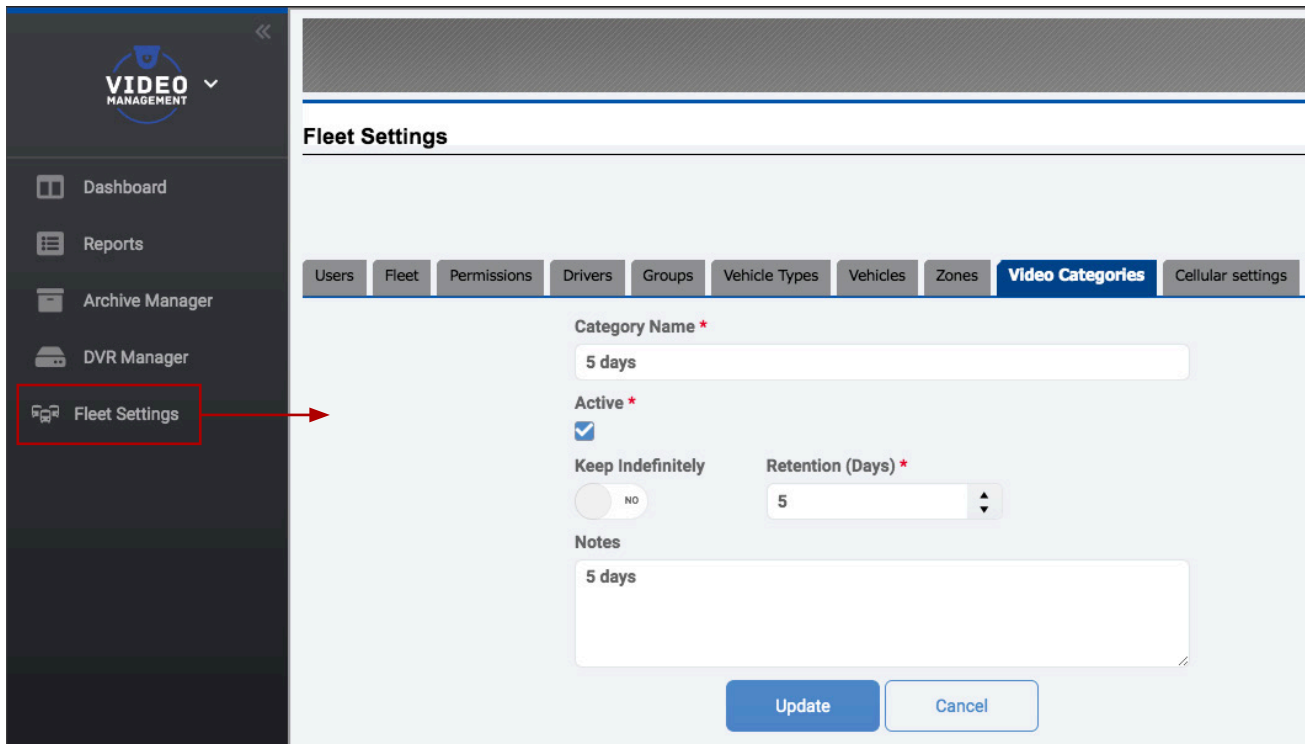 VIDEO
MANAGEMENT
Dashboard
Reports
Archive Manager
DVR Manager
Fleet Settings
Fleet Settings
Users Fleet Permissions Drivers Groups Vehicle Types Vehicles Zones Video Categories Cellular settings
Category Name *
5 days
Active *
Keep Indefinitely Retention (Days) *
NO 5
Notes
5 days
Update Cancel